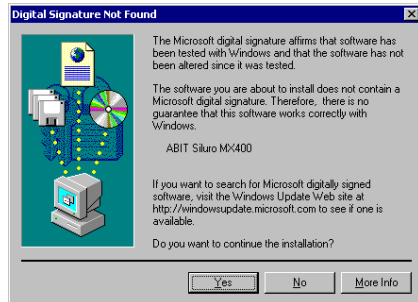 Digital Signature Not Found
The Microsoft digital signature affirms that software has
been tested with Windows and that the software has not
been altered since it was tested.
The software you are about to install does not contain a
Microsoft digital signature. Therefore, there is no
guarantee that this software works correctly with
Windows.
ABIT Siluro MX400
If you want to search for Microsoft digitally signed
software, visit the Windows Update Web site at
http://windowsupdate.microsoft.com to see if one is
available.
Do you want to continue the installation?
Yes No More Info